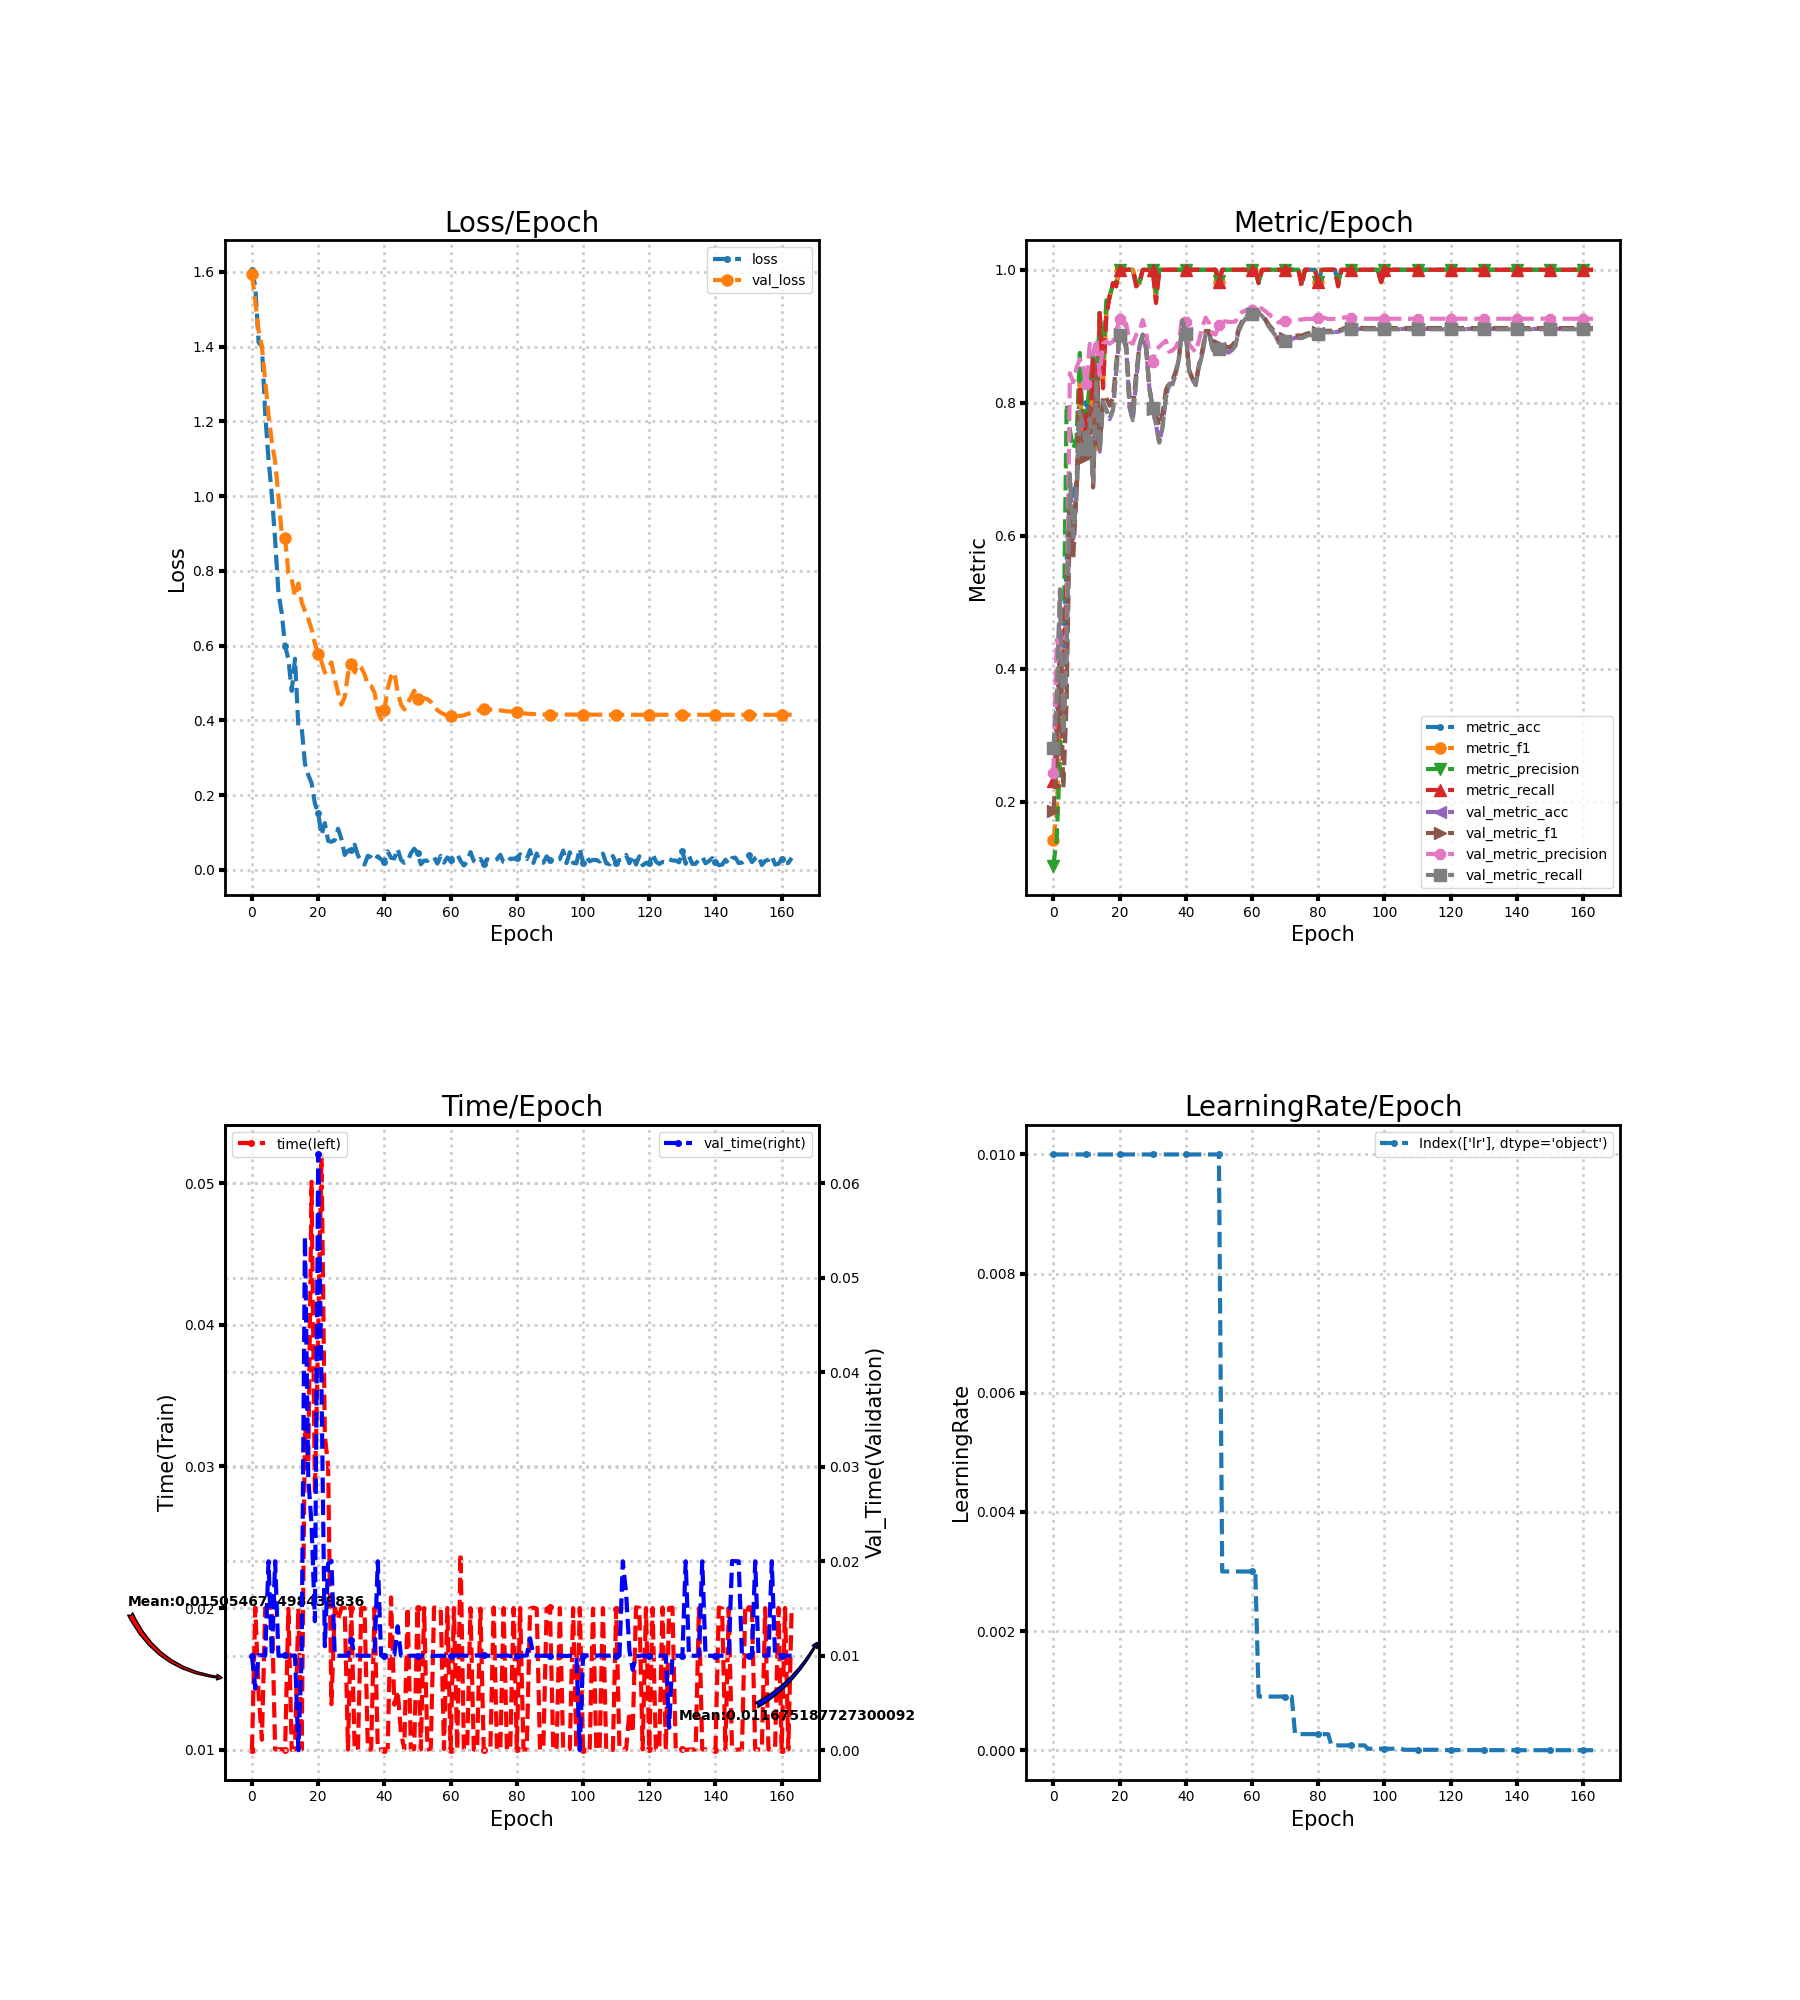 Loss/Epoch
loss
val_loss
1.6
1.4
1.2
1.0
0.8
0.6
0.4
0.2
0.0
Loss
0 20 40 60 80 100 120 140 160
Epoch
Metric/Epoch
1.0
0.8
0.6
0.4
0.2
Metric
metric_acc
metric_f1
metric_precision
metric_recall
val_metric_acc
val_metric_f1
val_metric_precision
val_metric_recall
0 20 40 60 80 100 120 140 160
Epoch
Time/Epoch
time(left)
val_time(right)
0.05
0.04
0.03
0.02
0.01
Time(Train)
0.06
0.05
0.04
0.03
0.02
0.01
0.00
Val_Time(Validation)
Mean:0.011675187727300092
0 20 40 60 80 100 120 140 160
Epoch
LearningRate/Epoch
Index(['lr'], dtype='object')
0.010
0.008
0.006
0.004
0.002
0.000
LearningRate
0 20 40 60 80 100 120 140 160
Epoch